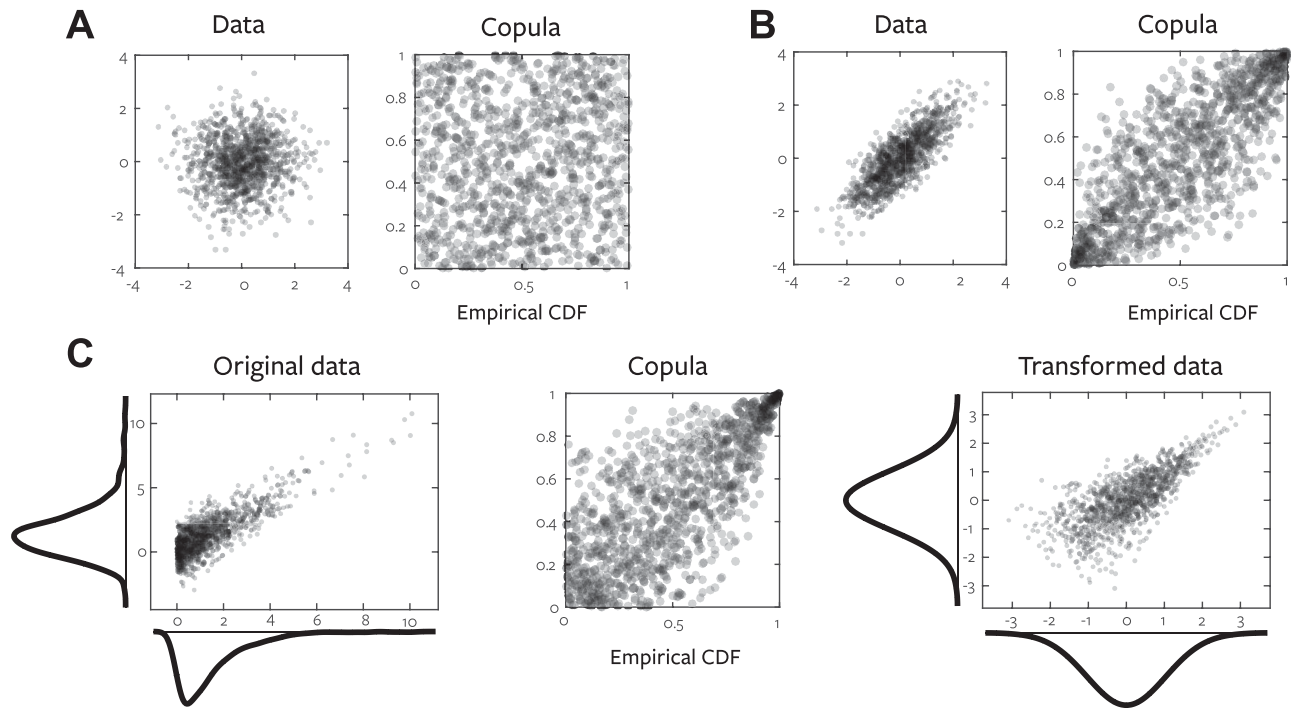 A
Data
4
2
0
-2
-4
-4 -2 0 2 4
Copula
1
0.8
0.6
0.4
0.2
0
0 0.5 1
Empirical CDF
B
Data
4
2
0
-2
-4
-4 -2 0 2 4
Copula
1
0.8
0.6
0.4
0.2
0
0 0.5 1
Empirical CDF
C
Original data
10
5
0
0 2 4 6 8 10
Copula
1
0.8
0.6
0.4
0.2
0
0 0.5 1
Empirical CDF
Transformed data
3
2
1
0
-1
-2
-3
-3 -2 -1 0 1 2 3